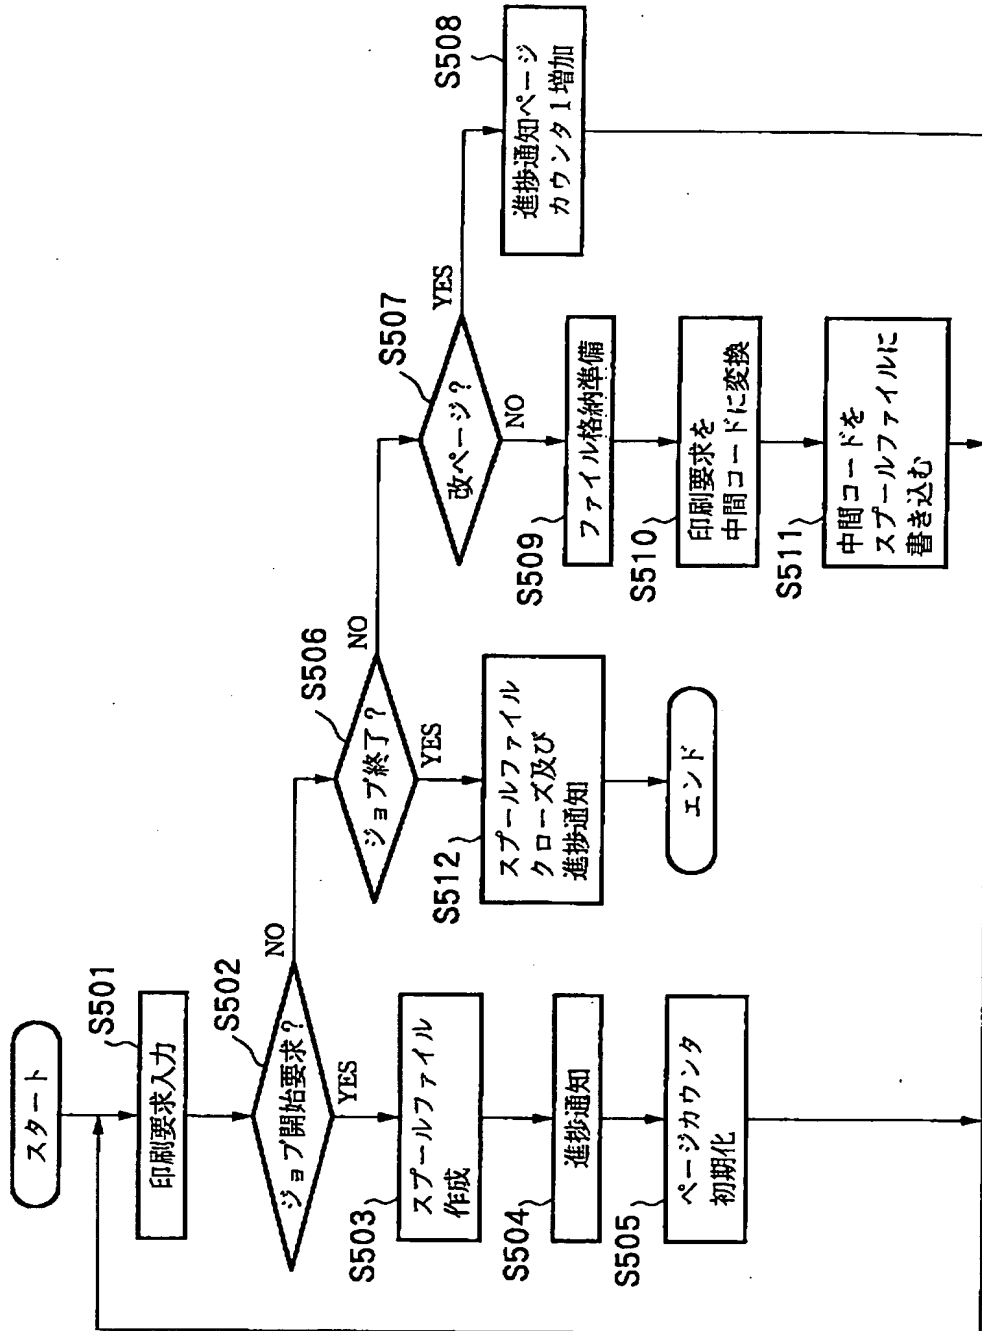 スタート
S501
印刷要求入力
S502
ジョブ開始要求？
NO
YES
S503
スプールファイル
作成
S504
進捗通知
S505
ページカウンタ
初期化
S506
ジョブ終了？
NO
YES
S512
スプールファイル
クローズ及び
進捗通知
エンド
S507
改ページ？
YES
NO
S508
進捗通知ページ
カウンタ１増加
S509
ファイル格納準備
S510
印刷要求を
中間コードに変換
S511
中間コードを
スプールファイルに
書き込む